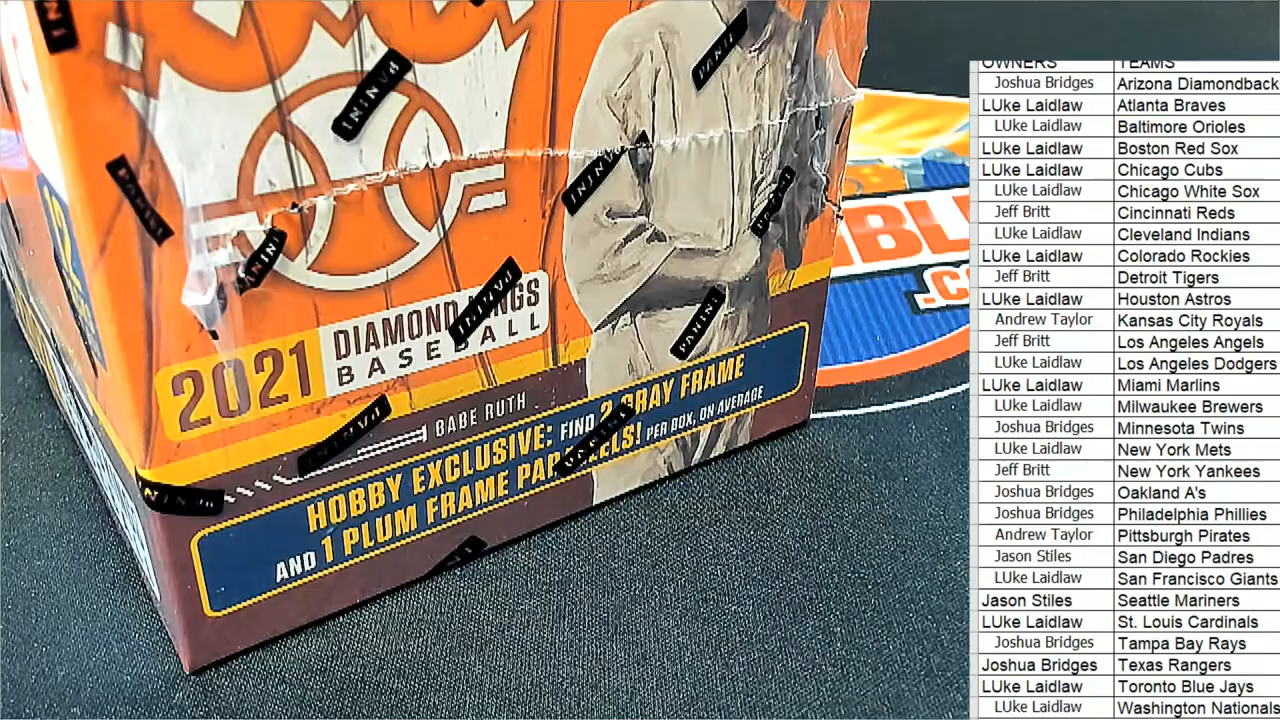 2021
DIAMOND KINGS
BASEBALL
BABE RUTH
HOBBY EXCLUSIVE: FIND 2 GRAY FRAME
AND 1 PLUM FRAME PARALLELS! PER BOX, ON AVERAGE
PANINI
PANINI
PANINI
PANINI
PANINI
BL
.C
OWNERS TEAMS
Joshua Bridges Arizona Diamondback
LUke Laidlaw Atlanta Braves
LUke Laidlaw Baltimore Orioles
LUke Laidlaw Boston Red Sox
LUke Laidlaw Chicago Cubs
LUke Laidlaw Chicago White Sox
Jeff Britt Cincinnati Reds
LUke Laidlaw Cleveland Indians
LUke Laidlaw Colorado Rockies
Jeff Britt Detroit Tigers
LUke Laidlaw Houston Astros
Andrew Taylor Kansas City Royals
Jeff Britt Los Angeles Angels
LUke Laidlaw Los Angeles Dodgers
LUke Laidlaw Miami Marlins
LUke Laidlaw Milwaukee Brewers
Joshua Bridges Minnesota Twins
LUke Laidlaw New York Mets
Jeff Britt New York Yankees
Joshua Bridges Oakland A's
Joshua Bridges Philadelphia Phillies
Andrew Taylor Pittsburgh Pirates
Jason Stiles San Diego Padres
LUke Laidlaw San Francisco Giants
Jason Stiles Seattle Mariners
LUke Laidlaw St. Louis Cardinals
Joshua Bridges Tampa Bay Rays
Joshua Bridges Texas Rangers
LUke Laidlaw Toronto Blue Jays
LUke Laidlaw Washington Nationals